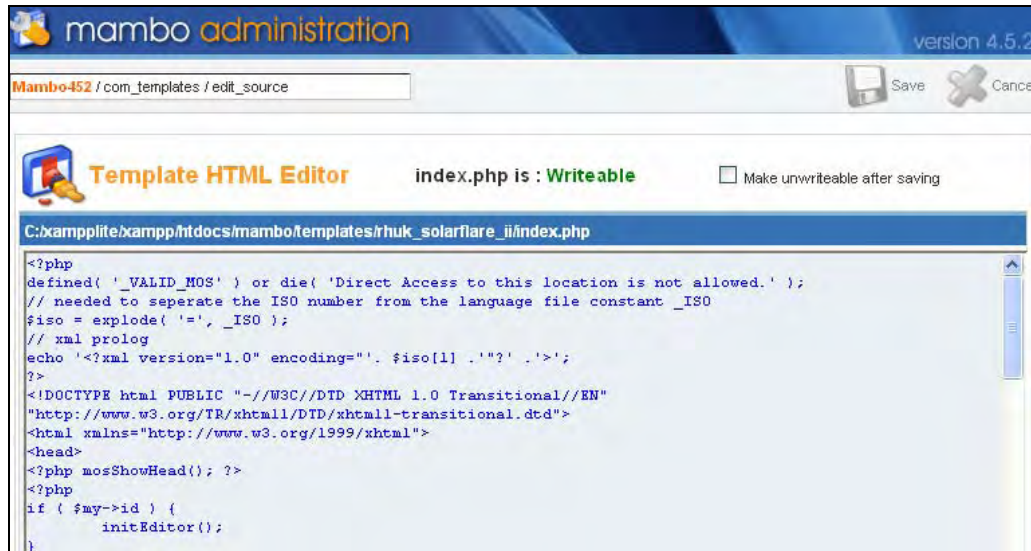 mambo administration
version 4.5.2
Mambo452 / com_templates / edit_source
Save
Cance
Template HTML Editor
index.php is : Writeable
Make unwriteable after saving
C:/xampplite/xampp/htdocs/mambo/templates/rhuk_solarflare_ii/index.php
<?php
defined( '_VALID_MOS' ) or die( 'Direct Access to this location is not allowed.' );
// needed to seperate the ISO number from the language file constant _ISO
$iso = explode( '=', _ISO );
// xml prolog
echo '<?xml version="1.0" encoding="'. $iso[1] .'"?' .'>';
?>
<!DOCTYPE html PUBLIC "-//W3C//DTD XHTML 1.0 Transitional//EN"
"http://www.w3.org/TR/xhtml1/DTD/xhtml1-transitional.dtd">
<html xmlns="http://www.w3.org/1999/xhtml">
<head>
<?php mosShowHead(); ?>
<?php
if ( $my->id ) {
initEditor();
}